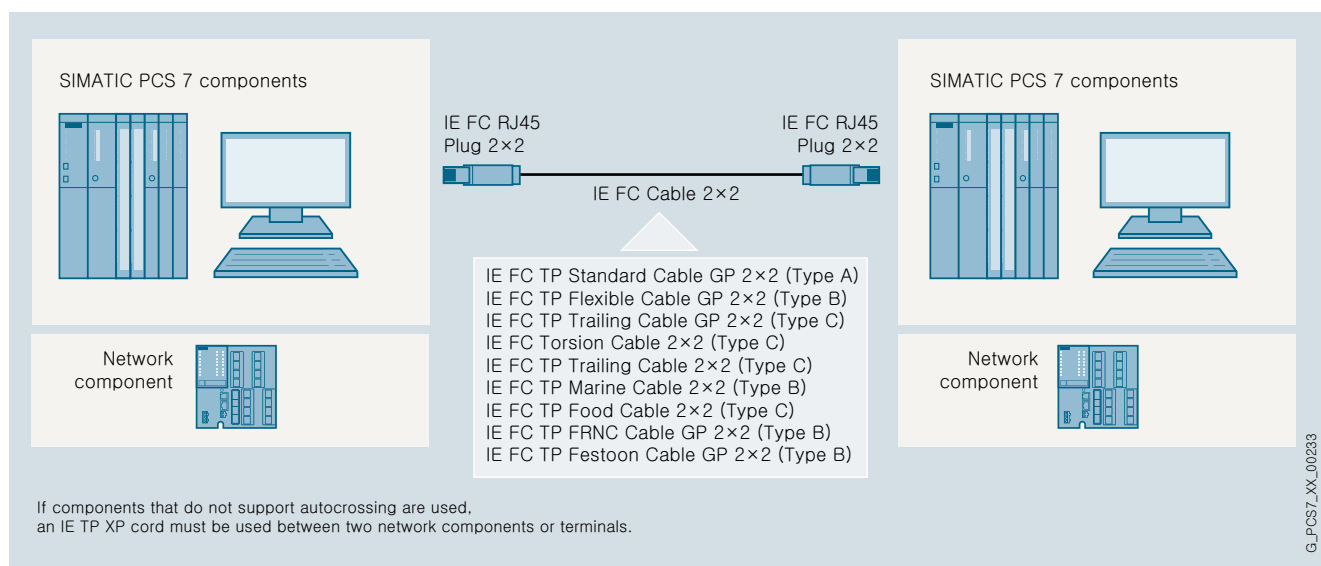 SIMATIC PCS 7 components
IE FC RJ45
Plug 2×2
IE FC RJ45
Plug 2×2
IE FC Cable 2×2
SIMATIC PCS 7 components
IE FC TP Standard Cable GP 2×2 (Type A)
IE FC TP Flexible Cable GP 2×2 (Type B)
IE FC TP Trailing Cable GP 2×2 (Type C)
IE FC Torsion Cable 2×2 (Type C)
IE FC TP Trailing Cable 2×2 (Type C)
IE FC TP Marine Cable 2×2 (Type B)
IE FC TP Food Cable 2×2 (Type C)
IE FC TP FRNC Cable GP 2×2 (Type B)
IE FC TP Festoon Cable GP 2×2 (Type B)
Network
component
Network
component
If components that do not support autocrossing are used,
an IE TP XP cord must be used between two network components or terminals.
G_PCS7_XX_00233